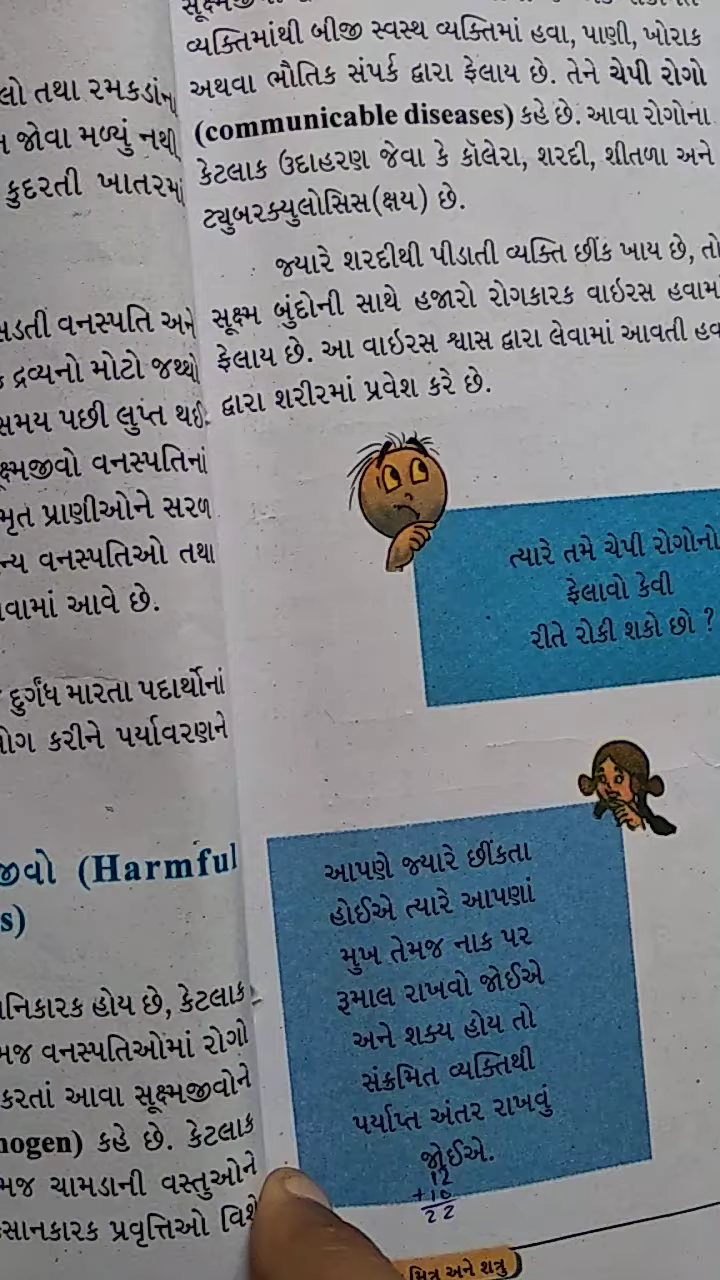 લો તથા રમકડાંના
જોવા મળ્યું નથી
કુદરતી ખાતરમાં
સડતી વનસ્પતિ અને
દ્રવ્યનો મોટો જથ્થો
સમય પછી લુપ્ત થઈ
ક્ષ્મજીવો વનસ્પતિનાં
મૃત પ્રાણીઓને સરળ
ન્ય વનસ્પતિઓ તથા
વવામાં આવે છે.
દુર્ગંધ મારતા પદાર્થોનાં
યોગ કરીને પર્યાવરણને
જીવો (Harmful
s)
નિકારક હોય છે, કેટલાક
મજ વનસ્પતિઓમાં રોગો
કરતાં આવા સૂક્ષ્મજીવોને
hogen) કહે છે. કેટલાક
મજ ચામડાની વસ્તુઓને
કસાનકારક પ્રવૃત્તિઓ વિશે
વ્યક્તિમાંથી બીજી સ્વસ્થ વ્યક્તિમાં હવા, પાણી, ખોરાક
અથવા ભૌતિક સંપર્ક દ્વારા ફેલાય છે. તેને ચેપી રોગો
(communicable diseases) કહે છે. આવા રોગોના
કેટલાક ઉદાહરણ જેવા કે કૉલેરા, શરદી, શીતળા અને
ટ્યુબરક્યુલોસિસ(ક્ષય) છે.
જ્યારે શરદીથી પીડાતી વ્યક્તિ છીંક ખાય છે, તો
સૂક્ષ્મ બુંદોની સાથે હજારો રોગકારક વાઇરસ હવામાં
ફેલાય છે. આ વાઇરસ શ્વાસ દ્વારા લેવામાં આવતી હવા
દ્વારા શરીરમાં પ્રવેશ કરે છે.
ત્યારે તમે ચેપી રોગોનો
ફેલાવો કેવી
રીતે રોકી શકો છો ?
આપણે જ્યારે છીંકતા
હોઈએ ત્યારે આપણાં
મુખ તેમજ નાક પર
રૂમાલ રાખવો જોઈએ
અને શક્ય હોય તો
સંક્રમિત વ્યક્તિથી
પર્યાપ્ત અંતર રાખવું
જોઈએ.
12
+10
22
મિત્ર અને શત્રુ